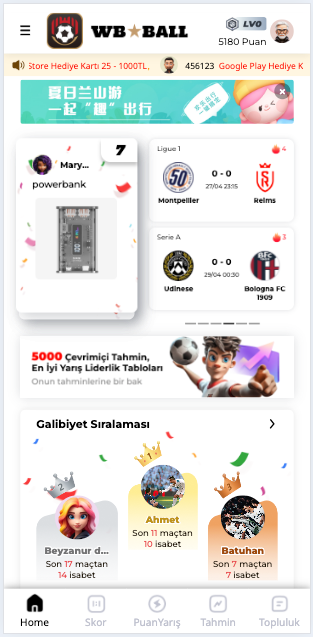 WB★BALL
LV0
5180 Puan
Store Hediye Kartı 25 - 1000TL,
456123 Google Play Hediye K
夏日兰山游
一起“趣”出行
7
Mary...
powerbank
Ligue 1
4
0 - 0
27/04 23:15
Montpellier
Reims
Serie A
3
0 - 0
29/04 00:30
Udinese
Bologna FC
1909
5000 Çevrimiçi Tahmin,
En İyi Yarış Liderlik Tabloları
Onun tahminlerine bir bak
Galibiyet Sıralaması
1
2
3
Ahmet
Son 11 maçtan
10 isabet
Beyzanur d...
Son 17 maçtan
14 isabet
Batuhan
Son 7 maçtan
7 isabet
Home
Skor
PuanYarış
Tahmin
Topluluk